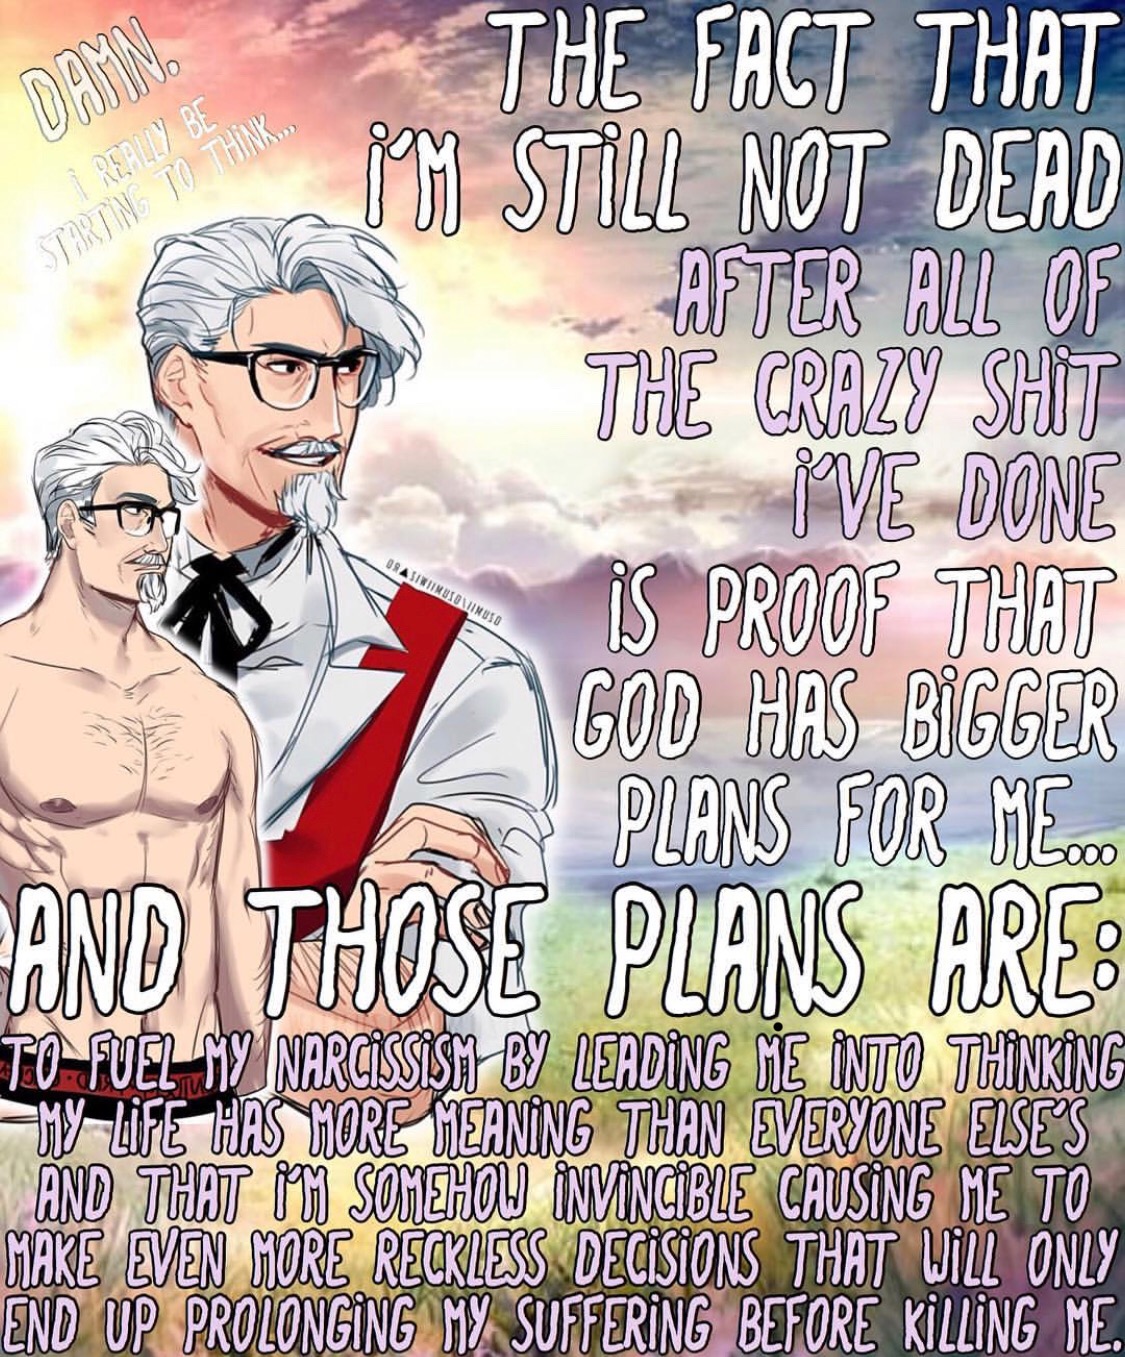 DAMN.
i REALLY BE
STARTiNG TO THiNK...
THE FACT THAT
i'M STiLL NOT DEAD
AFTER ALL OF
THE CRAZY SHiT
i'VE DONE
iS PROOF THAT
GOD HAS BiGGER
PLANS FOR ME...
AND THOSE PLANS ARE:
TO FUEL MY NARCiSSiSM BY LEADiNG ME iNTO THiNKiNG
MY LiFE HAS MORE MEANiNG THAN EVERYONE ELSE'S
AND THAT i'M SOMEHOW iNViNCiBLE CAUSiNG ME TO
MAKE EVEN MORE RECKLESS DECiSiONS THAT WiLL ONLY
END UP PROLONGiNG MY SUFFERiNG BEFORE KiLLiNG ME.